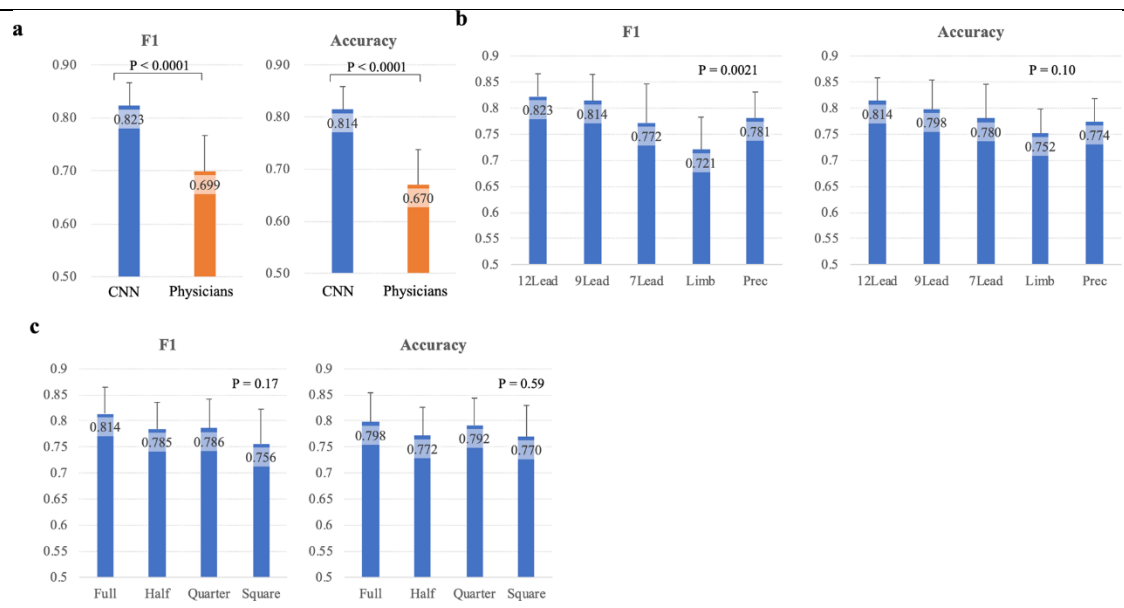 a
F1
P < 0.0001
0.90
0.80
0.70
0.60
0.50
0.823
0.699
CNN
Physicians
Accuracy
P < 0.0001
0.90
0.80
0.70
0.60
0.50
0.814
0.670
CNN
Physicians
b
F1
P = 0.0021
0.9
0.85
0.8
0.75
0.7
0.65
0.6
0.55
0.5
0.823
0.814
0.772
0.721
0.781
12Lead
9Lead
7Lead
Limb
Prec
Accuracy
P = 0.10
0.9
0.85
0.8
0.75
0.7
0.65
0.6
0.55
0.5
0.814
0.798
0.780
0.752
0.774
12Lead
9Lead
7Lead
Limb
Prec
c
F1
P = 0.17
0.9
0.85
0.8
0.75
0.7
0.65
0.6
0.55
0.5
0.814
0.785
0.786
0.756
Full
Half
Quarter
Square
Accuracy
P = 0.59
0.9
0.85
0.8
0.75
0.7
0.65
0.6
0.55
0.5
0.798
0.772
0.792
0.770
Full
Half
Quarter
Square